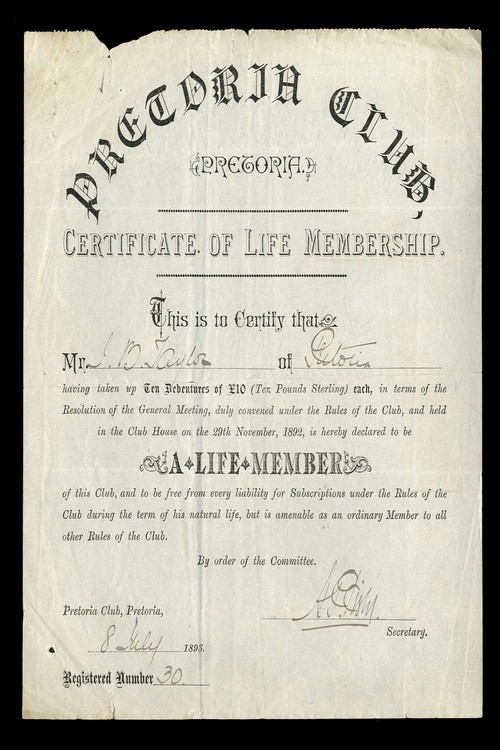 PRETORIA CLUB,
PRETORIA.
CERTIFICATE OF LIFE MEMBERSHIP.
This is to Certify that
Mr. J. B. Taylor of Pretoria
having taken up Ten Debentures of £10 (Ten Pounds Sterling) each, in terms of the
Resolution of the General Meeting, duly convened under the Rules of the Club, and held
in the Club House on the 29th November, 1892, is hereby declared to be
A LIFE MEMBER
of this Club, and to be free from every liability for Subscriptions under the Rules of the
Club during the term of his natural life, but is amenable as an ordinary Member to all
other Rules of the Club.
By order of the Committee.
Pretoria Club, Pretoria,
Secretary.
8 July 1893.
Registered Number 30.